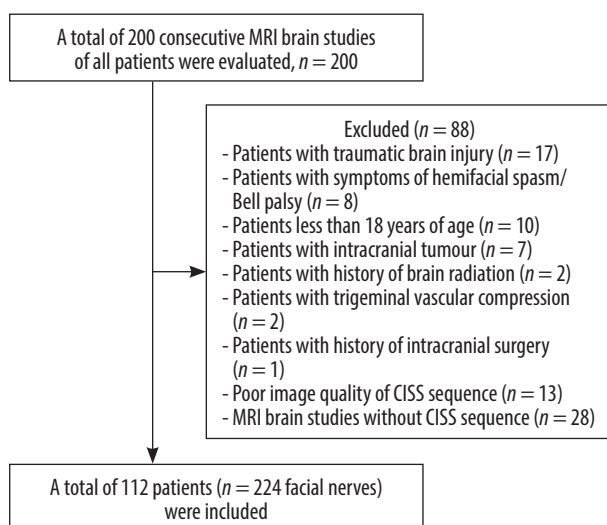 A total of 200 consecutive MRI brain studies
of all patients were evaluated, n = 200
Excluded (n = 88)
- Patients with traumatic brain injury (n = 17)
- Patients with symptoms of hemifacial spasm/
Bell palsy (n = 8)
- Patients less than 18 years of age (n = 10)
- Patients with intracranial tumour (n = 7)
- Patients with history of brain radiation (n = 2)
- Patients with trigeminal vascular compression
(n = 2)
- Patients with history of intracranial surgery
(n = 1)
- Poor image quality of CISS sequence (n = 13)
- MRI brain studies without CISS sequence (n = 28)
A total of 112 patients (n = 224 facial nerves)
were included